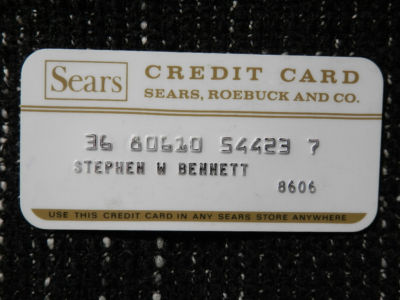 Sears
CREDIT CARD
SEARS, ROEBUCK AND CO.
36 80610 54423 7
STEPHEN W BENNETT
8606
USE THIS CREDIT CARD IN ANY SEARS STORE ANYWHERE